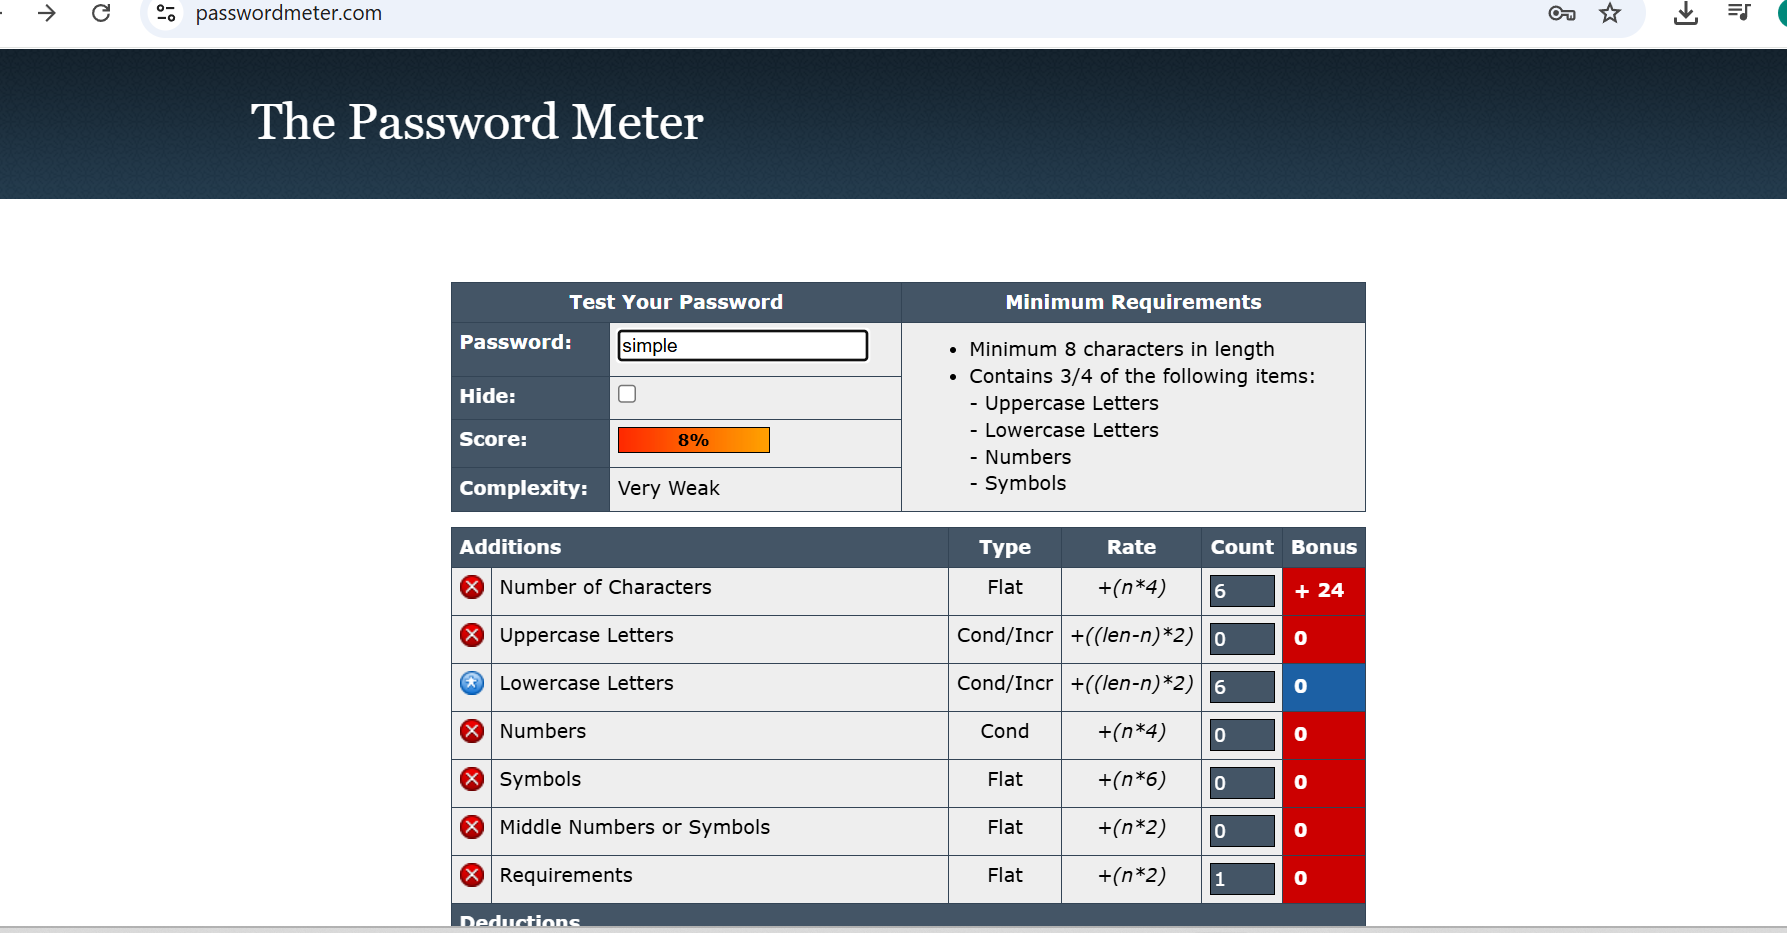 passwordmeter.com
The Password Meter
Test Your Password Minimum Requirements
Password: simple
Hide:
Score: 8%
Complexity: Very Weak
• Minimum 8 characters in length
• Contains 3/4 of the following items:
- Uppercase Letters
- Lowercase Letters
- Numbers
- Symbols
Additions Type Rate Count Bonus
Number of Characters Flat +(n*4) 6 + 24
Uppercase Letters Cond/Incr +((len-n)*2) 0 0
Lowercase Letters Cond/Incr +((len-n)*2) 6 0
Numbers Cond +(n*4) 0 0
Symbols Flat +(n*6) 0 0
Middle Numbers or Symbols Flat +(n*2) 0 0
Requirements Flat +(n*2) 1 0
Deductions